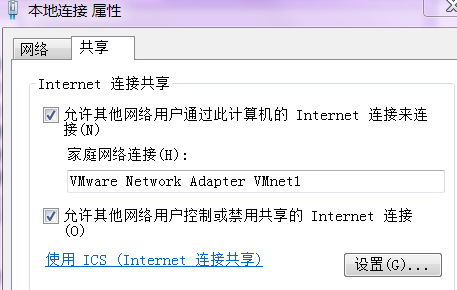 本地连接 属性
网络
共享
Internet 连接共享
允许其他网络用户通过此计算机的 Internet 连接来连
接(N)
家庭网络连接(H):
VMware Network Adapter VMnet1
允许其他网络用户控制或禁用共享的 Internet 连接
(O)
使用 ICS (Internet 连接共享)
设置(G)...